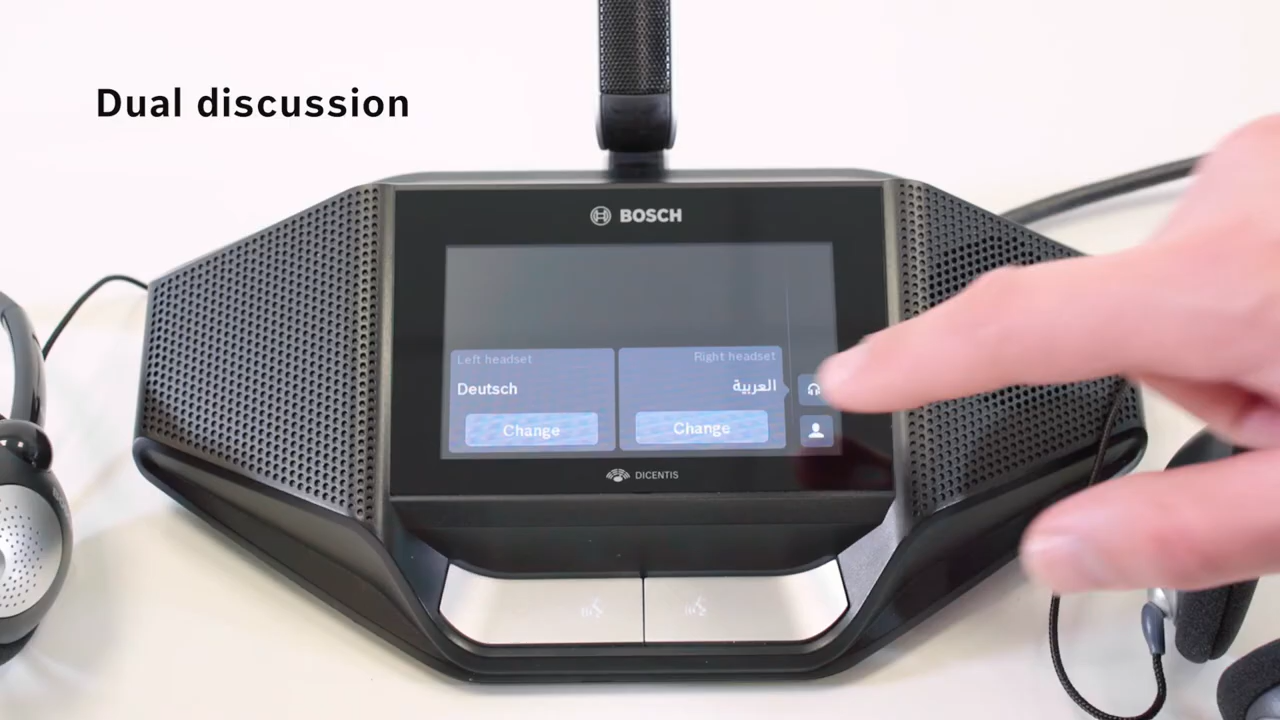 Dual discussion
BOSCH
Left headset
Right headset
Deutsch
العربية
Change
Change
DICENTIS